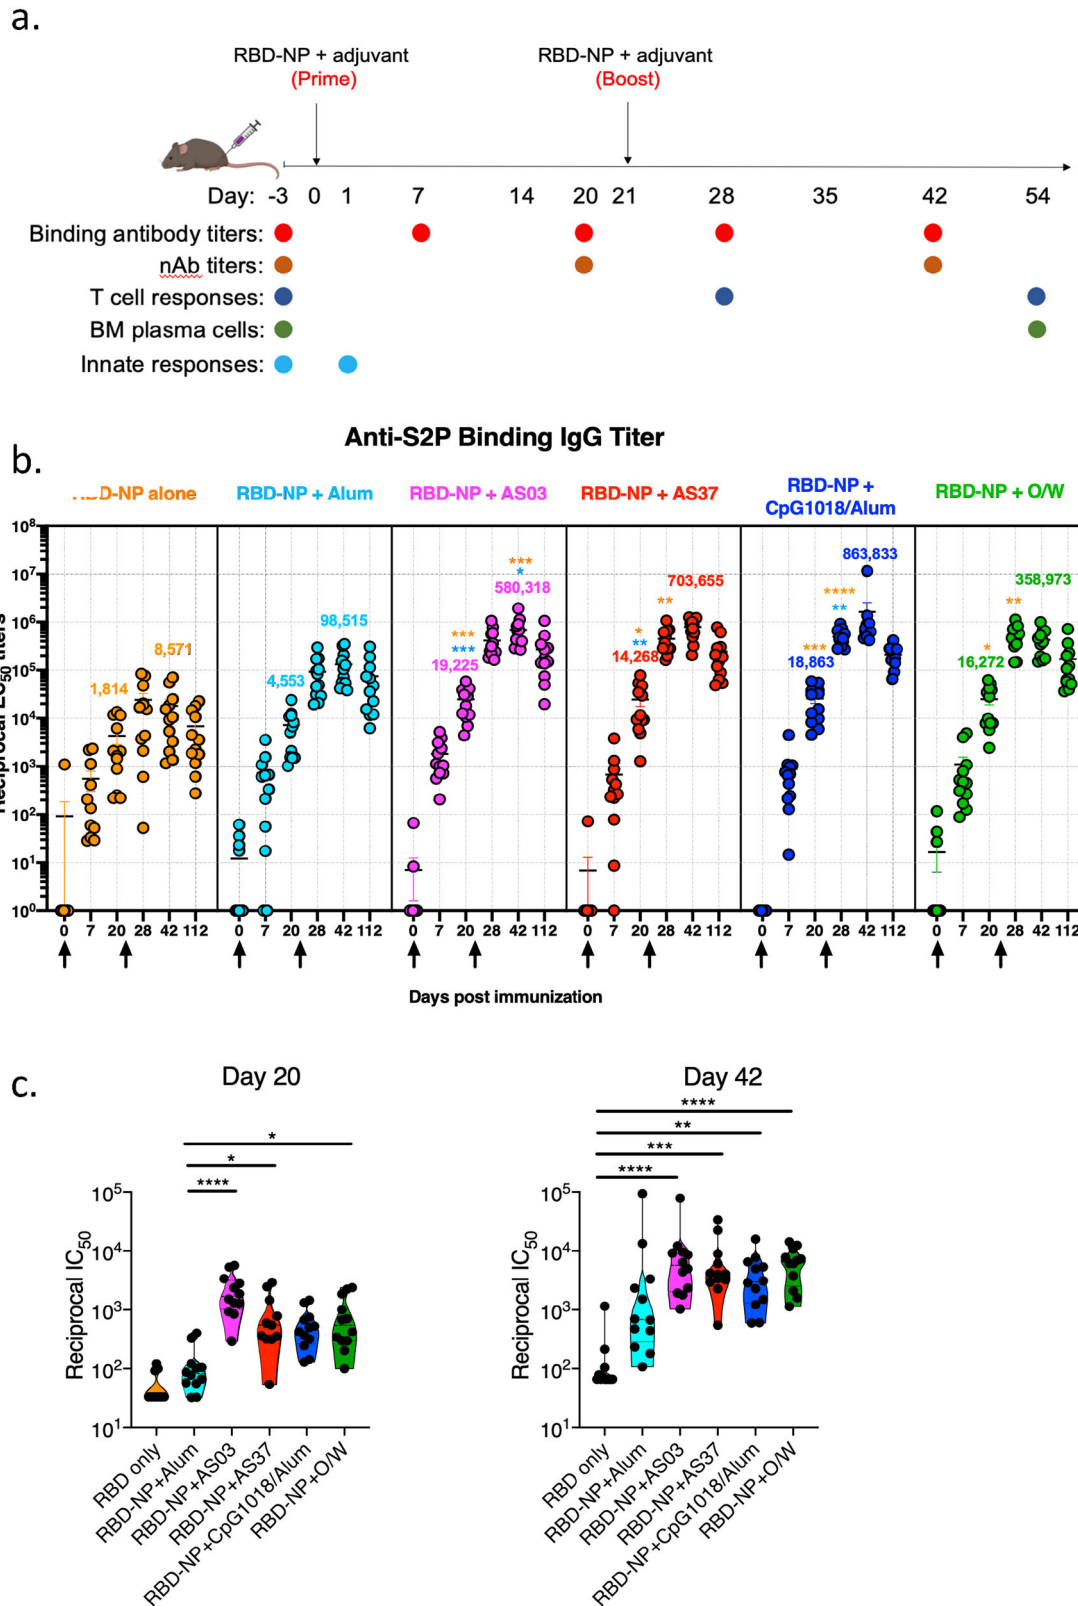 a.
RBD-NP + adjuvant
(Prime)
RBD-NP + adjuvant
(Boost)
Day: -3 0 1 7 14 20 21 28 35 42 54
Binding antibody titers:
nAb titers:
T cell responses:
BM plasma cells:
Innate responses:
b.
Anti-S2P Binding IgG Titer
alone
RBD-NP + Alum
RBD-NP + AS03
RBD-NP + AS37
RBD-NP +
CpG1018/Alum
RBD-NP + O/W
10⁸
10⁷
10⁶
10⁵
10⁴
10³
10²
10¹
10⁰
1,814
8,571
4,553
98,515
***
***
19,225
***
*
580,318
*
**
14,268
**
703,655
***
18,863
****
**
863,833
*
16,272
**
358,973
0 7 20 28 42 112
0 7 20 28 42 112
0 7 20 28 42 112
0 7 20 28 42 112
0 7 20 28 42 112
0 7 20 28 42 112
Days post immunization
c.
Day 20
*
*
****
Reciprocal IC₅₀
10⁵
10⁴
10³
10²
10¹
RBD only
RBD-NP+Alum
RBD-NP+AS03
RBD-NP+AS37
RBD-NP+CpG1018/Alum
RBD-NP+O/W
Day 42
****
**
***
****
Reciprocal IC₅₀
10⁵
10⁴
10³
10²
10¹
RBD only
RBD-NP+Alum
RBD-NP+AS03
RBD-NP+AS37
RBD-NP+CpG1018/Alum
RBD-NP+O/W